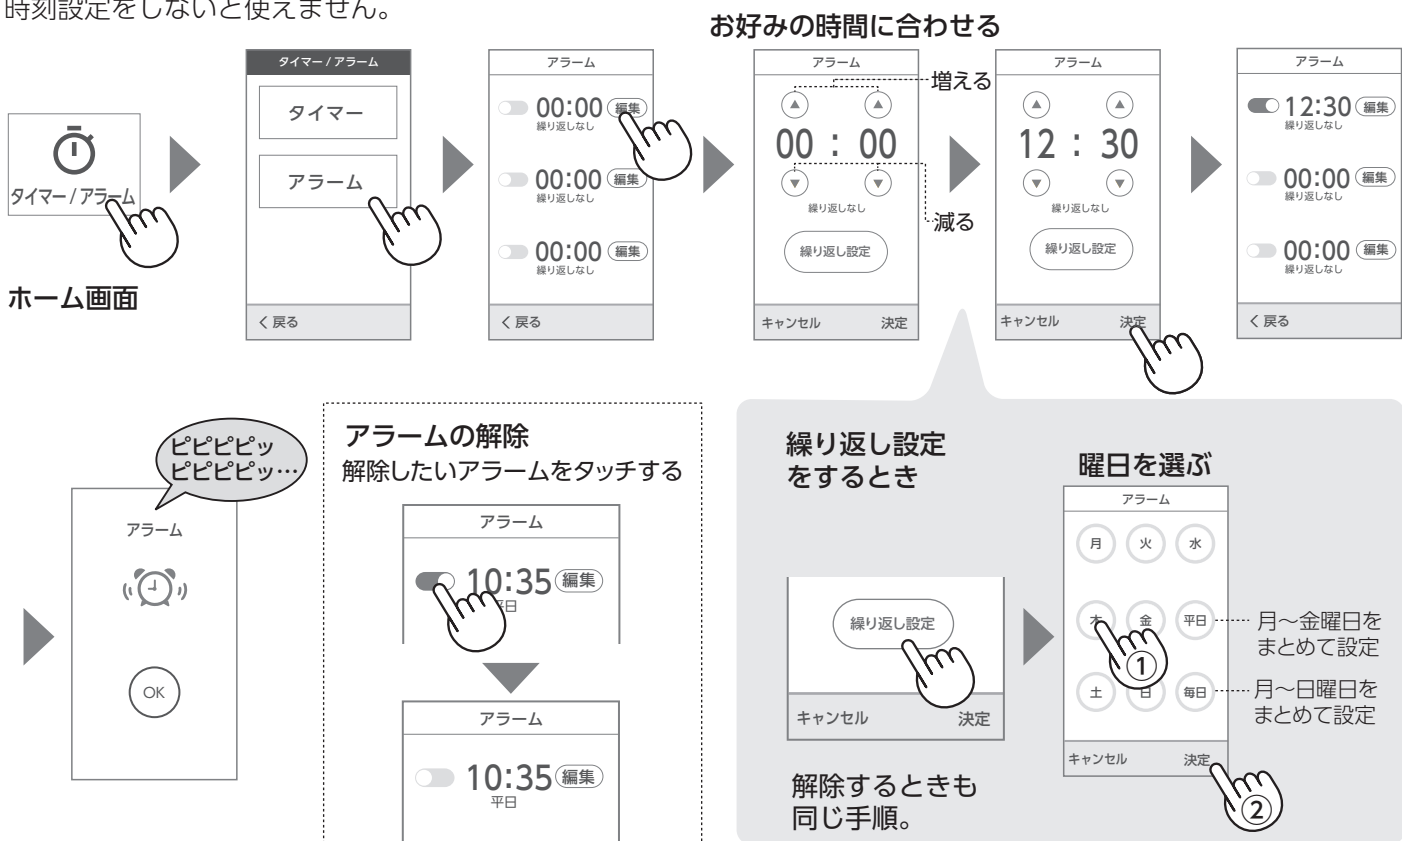 時刻設定をしないと使えません。
お好みの時間に合わせる
タイマー / アラーム
ホーム画面
タイマー / アラーム
タイマー
アラーム
く 戻る
アラーム
00:00 編集
繰り返しなし
00:00 編集
繰り返しなし
00:00 編集
繰り返しなし
く 戻る
アラーム
増える
00 : 00
減る
繰り返しなし
繰り返し設定
キャンセル 決定
アラーム
12 : 30
繰り返しなし
繰り返し設定
キャンセル 決定
アラーム
12:30 編集
繰り返しなし
00:00 編集
繰り返しなし
00:00 編集
繰り返しなし
く 戻る
ピピピピッ
ピピピピッ…
アラーム
OK
アラームの解除
解除したいアラームをタッチする
アラーム
10:35 編集
平日
アラーム
10:35 編集
平日
繰り返し設定
をするとき
繰り返し設定
キャンセル 決定
解除するときも
同じ手順。
曜日を選ぶ
アラーム
月 火 水
木 金 平日
月～金曜日を
まとめて設定
①
土 日 毎日
月～日曜日を
まとめて設定
キャンセル 決定
②